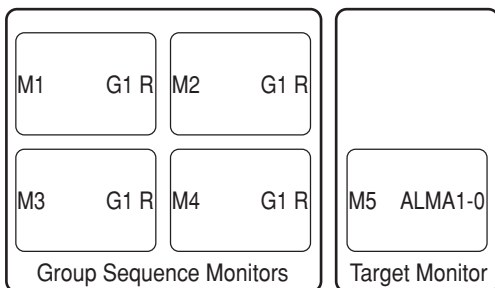 M1 G1 R M2 G1 R
M3 G1 R M4 G1 R M5 ALMA1-0
Group Sequence Monitors Target Monitor